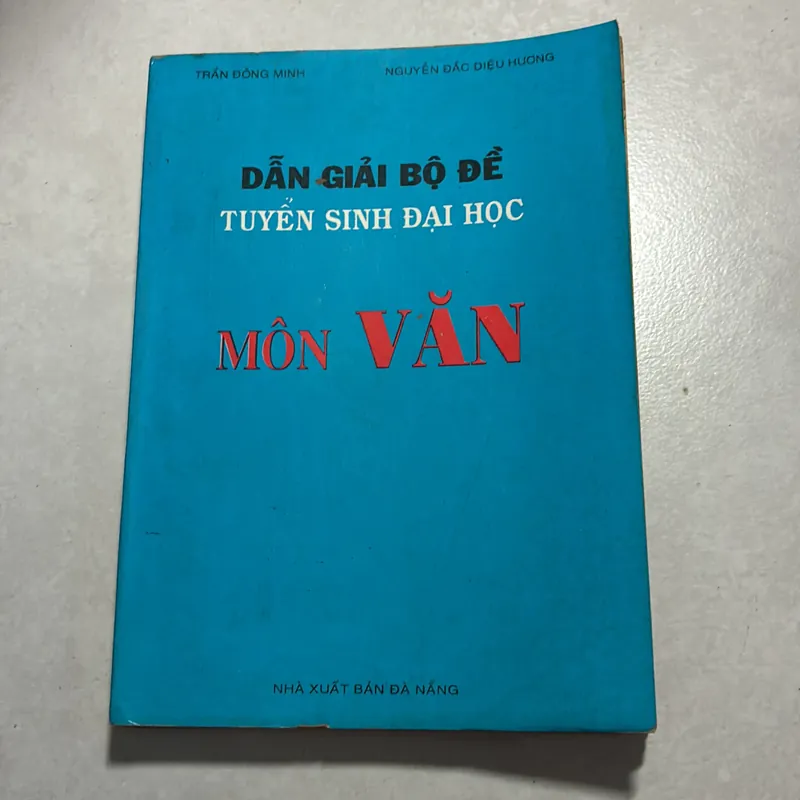 TRẦN ĐÔNG MINH NGUYỄN ĐẮC DIỆU HƯƠNG
DẪN GIẢI BỘ ĐỀ
TUYỂN SINH ĐẠI HỌC
MÔN VĂN
NHÀ XUẤT BẢN ĐÀ NẴNG